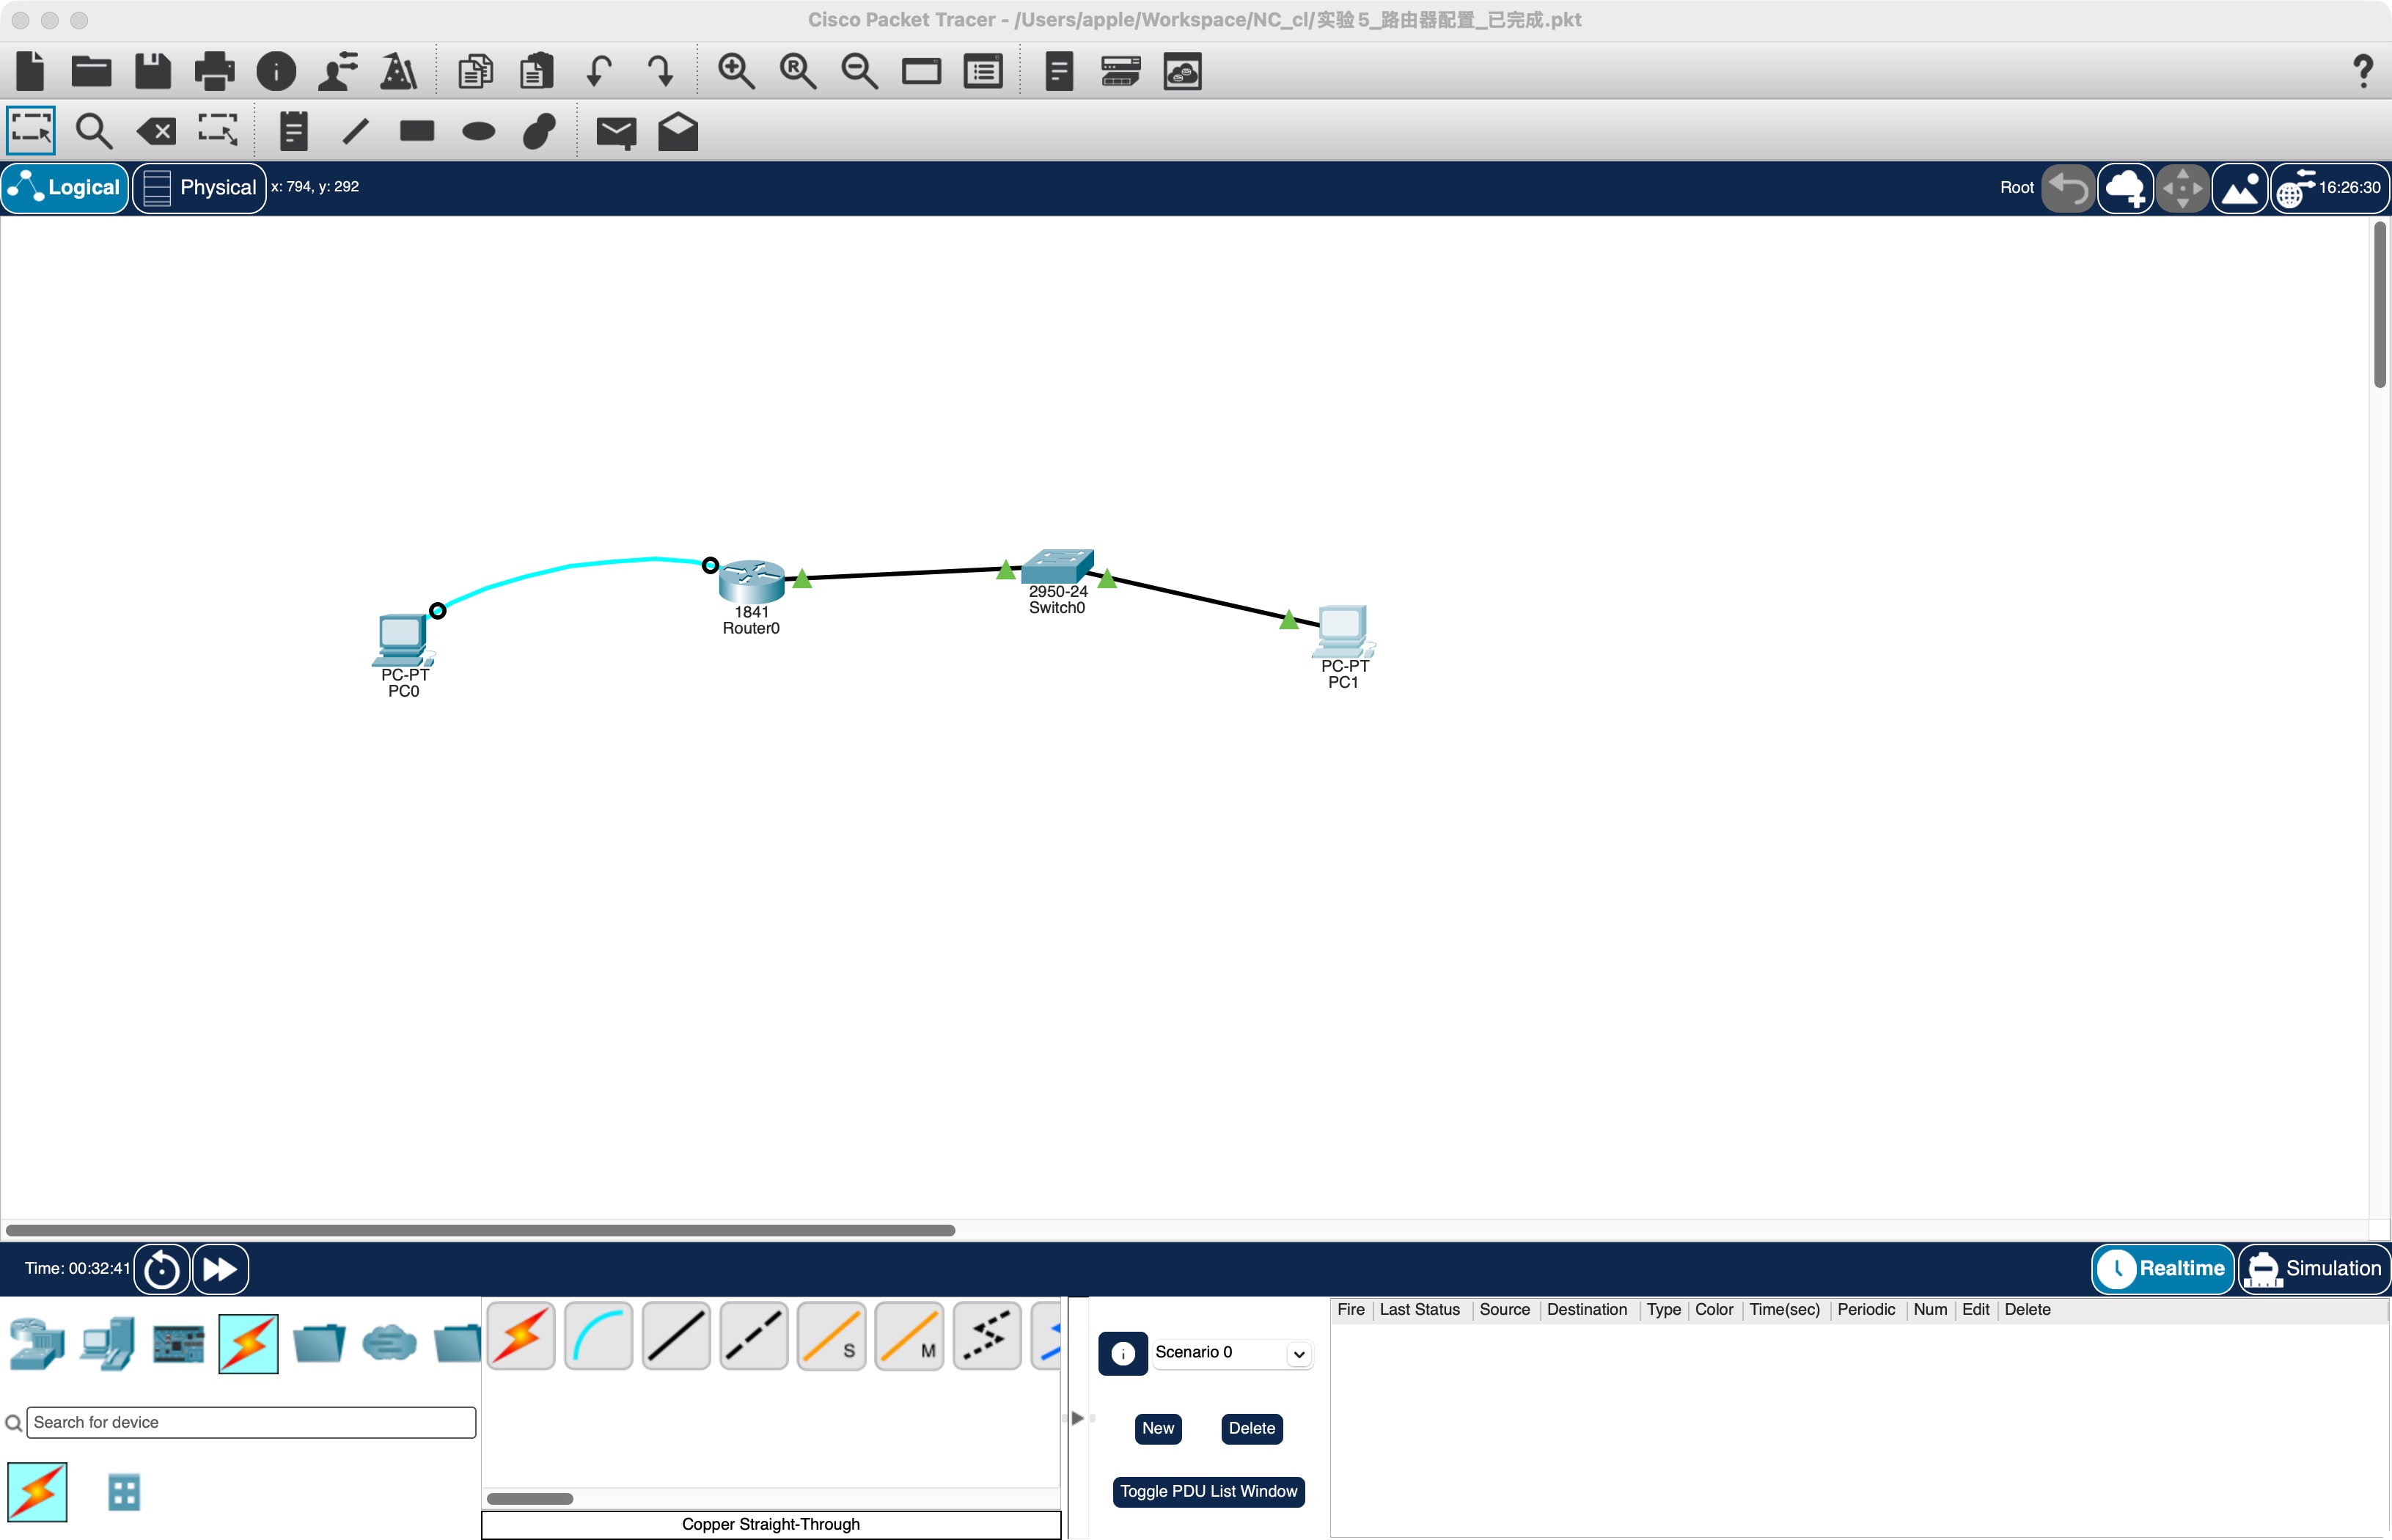 Cisco Packet Tracer - /Users/apple/Workspace/NC_cl/实验5_路由器配置_已完成.pkt
Logical
Physical
x: 794, y: 292
Root
16:26:30
1841
Router0
2950-24
Switch0
PC-PT
PC0
PC-PT
PC1
Time: 00:32:41
Realtime
Simulation
S
M
Fire Last Status Source Destination Type Color Time(sec) Periodic Num Edit Delete
Scenario 0
Search for device
New
Delete
Toggle PDU List Window
Copper Straight-Through